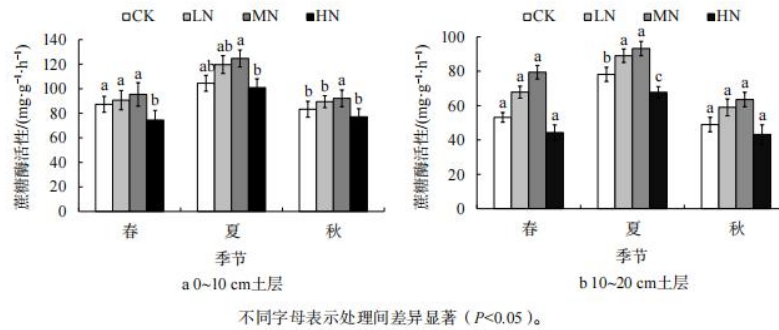 CK LN MN HN
140
120
100
80
60
40
20
0
蔗糖酶活性/(mg·g⁻¹·h⁻¹)
a a a b
ab ab a b
b b a b
春 夏 秋
季节
a 0~10 cm土层
CK LN MN HN
100
80
60
40
20
0
蔗糖酶活性/(mg·g⁻¹·h⁻¹)
a a a a
b a a c
a a a a
春 夏 秋
季节
b 10~20 cm土层
不同字母表示处理间差异显著（P<0.05）。